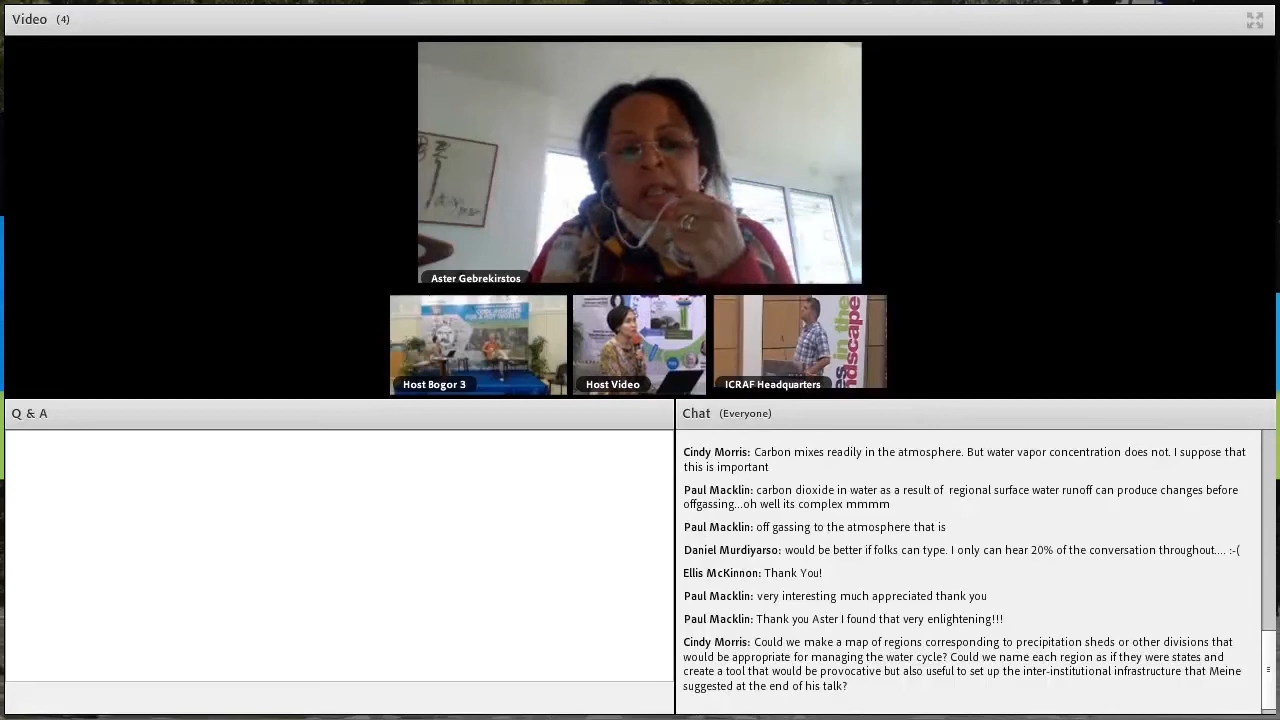 Video (4)
Aster Gebrekirstos
COOL INSIGHTS
FOR A HOT WORLD
Host Bogor 3
Host Video
ICRAF Headquarters
in the
landscape
Q & A
Chat (Everyone)
Cindy Morris: Carbon mixes readily in the atmosphere. But water vapor concentration does not. I suppose that
this is important
Paul Macklin: carbon dioxide in water as a result of regional surface water runoff can produce changes before
offgassing...oh well its complex mmmm
Paul Macklin: off gassing to the atmosphere that is
Daniel Murdiyarso: would be better if folks can type. I only can hear 20% of the conversation throughout.... :-(
Ellis McKinnon: Thank You!
Paul Macklin: very interesting much appreciated thank you
Paul Macklin: Thank you Aster I found that very enlightening!!!
Cindy Morris: Could we make a map of regions corresponding to precipitation sheds or other divisions that
would be appropriate for managing the water cycle? Could we name each region as if they were states and
create a tool that would be provocative but also useful to set up the inter-institutional infrastructure that Meine
suggested at the end of his talk?